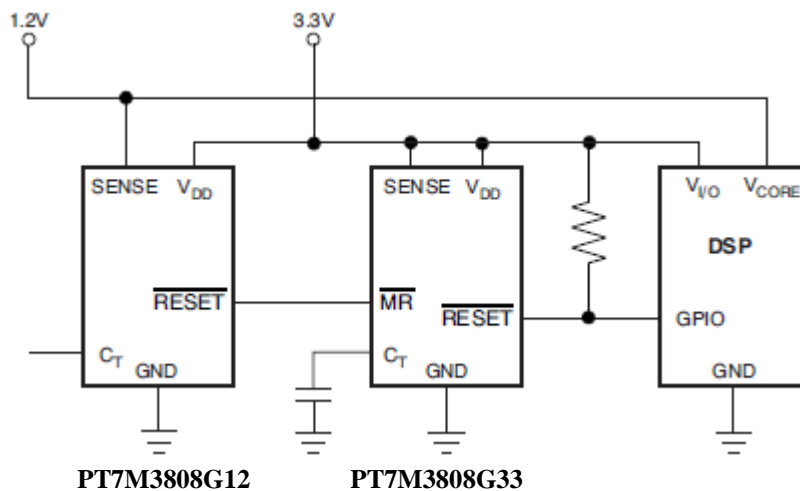 1.2V
3.3V
SENSE VDD
RESET
CT
GND
SENSE VDD
MR
RESET
CT
GND
VI/O VCORE
DSP
GPIO
GND
PT7M3808G12
PT7M3808G33